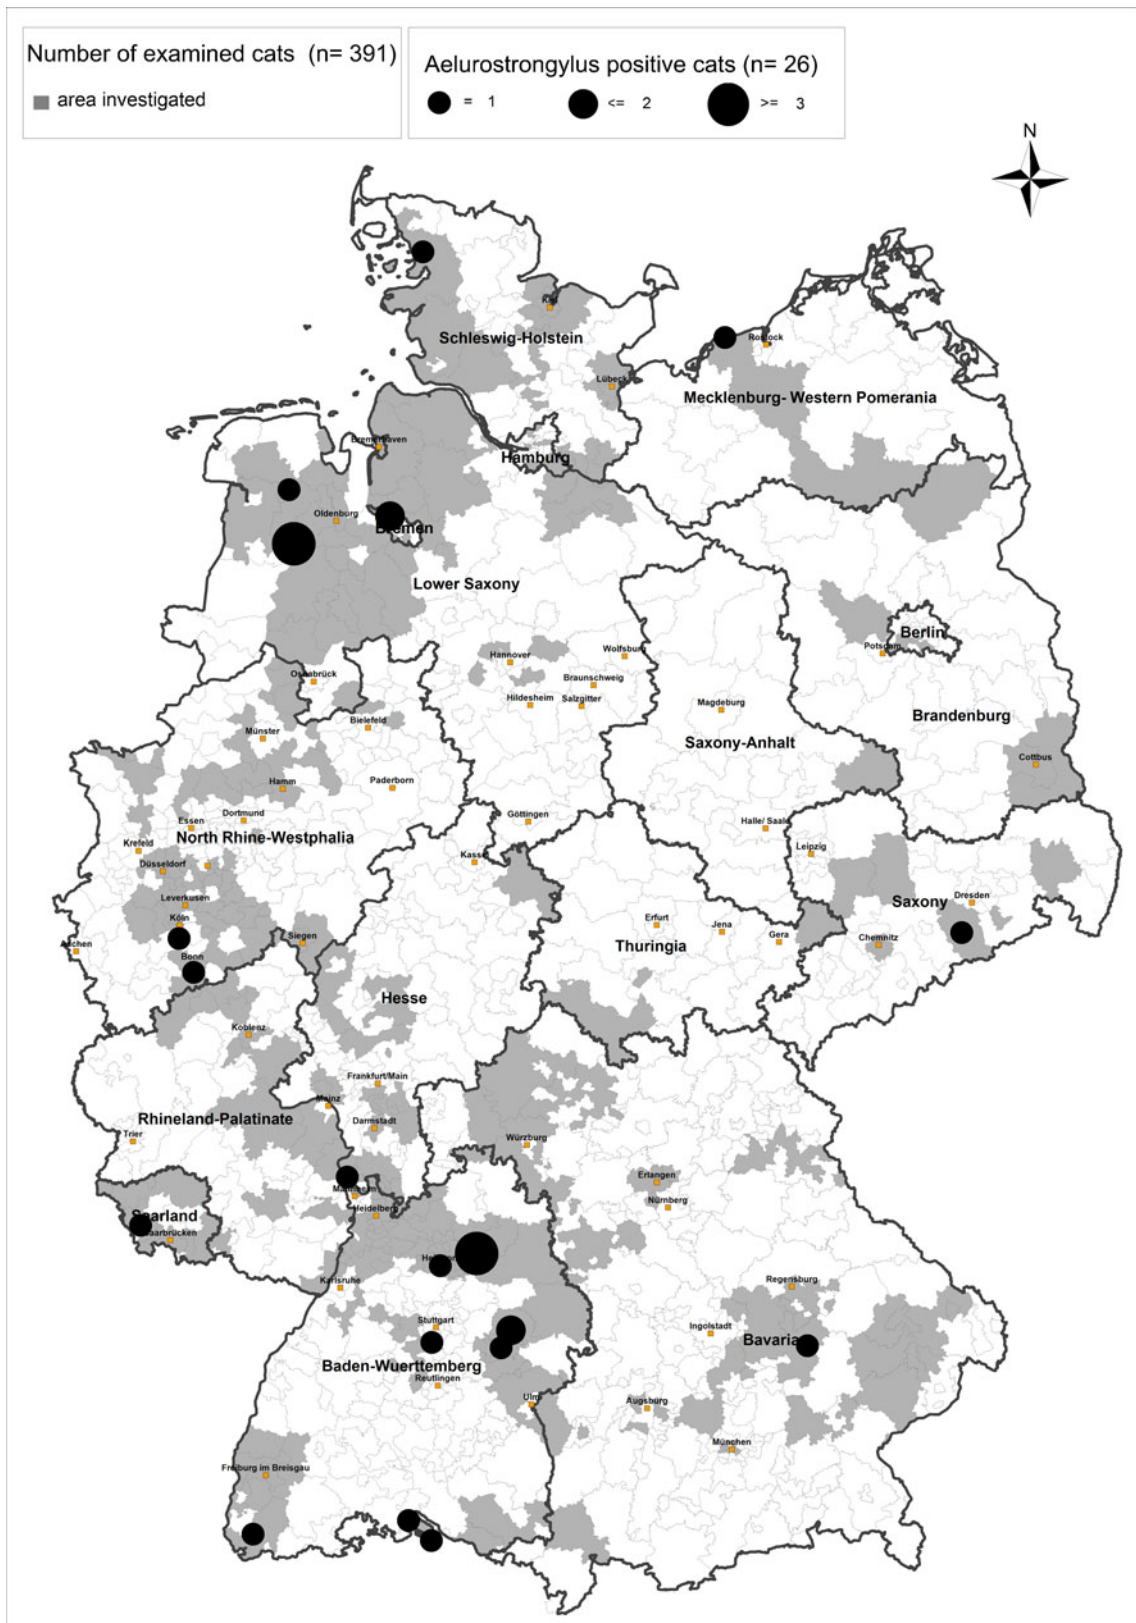 Number of examined cats (n= 391)
area investigated
Aelurostrongylus positive cats (n= 26)
= 1
<= 2
>= 3
N
Kiel
Schleswig-Holstein
Rostock
Lübeck
Mecklenburg- Western Pomerania
Bremerhaven
Hamburg
Oldenburg
Bremen
Lower Saxony
Berlin
Potsdam
Hannover
Wolfsburg
Osnabrück
Braunschweig
Hildesheim
Salzgitter
Magdeburg
Brandenburg
Bielefeld
Münster
Saxony-Anhalt
Cottbus
Hamm
Paderborn
Dortmund
Essen
Göttingen
Halle/ Saale
North Rhine-Westphalia
Krefeld
Kassel
Leipzig
Düsseldorf
Leverkusen
Saxony
Dresden
Köln
Erfurt
Jena
Gera
Chemnitz
Siegen
Aachen
Thuringia
Bonn
Hesse
Koblenz
Frankfurt/Main
Mainz
Rhineland-Palatinate
Darmstadt
Trier
Würzburg
Erlangen
Mannheim
Nürnberg
Heidelberg
Saarland
Saarbrücken
Karlsruhe
Regensburg
Stuttgart
Ingolstadt
Bavaria
Baden-Wuerttemberg
Reutlingen
Ulm
Augsburg
München
Freiburg im Breisgau